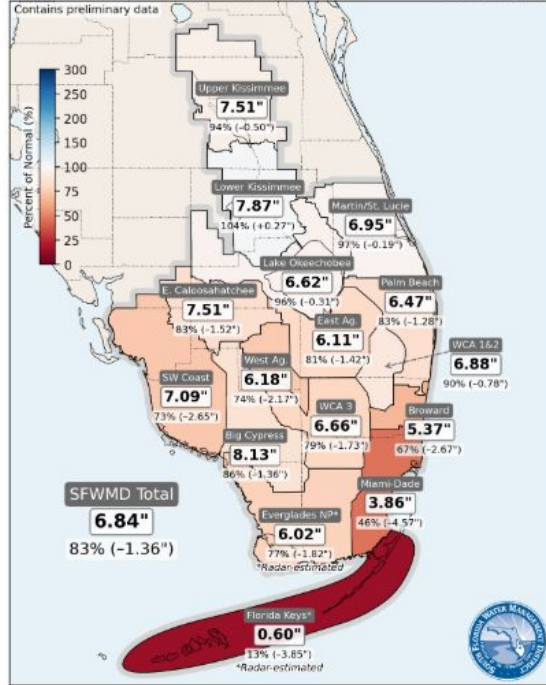 Contains preliminary data
300
250
200
150
125
100
75
50
25
0
Percent of Normal (%)
Upper Kissimmee
7.51"
94% (−0.50")
Lower Kissimmee
7.87"
104% (+0.27")
Martin/St. Lucie
6.95"
97% (−0.19")
Lake Okeechobee
6.62"
96% (−0.31")
E. Caloosahatchee
7.51"
83% (−1.52")
Palm Beach
6.47"
83% (−1.28")
East Ag.
6.11"
81% (−1.42")
WCA 1&2
6.88"
90% (−0.78")
West Ag.
6.18"
74% (−2.17")
SW Coast
7.09"
73% (−2.65")
WCA 3
6.66"
79% (−1.73")
Broward
5.37"
67% (−2.67")
Big Cypress
8.13"
86% (−1.36")
Miami-Dade
3.86"
46% (−4.57")
SFWMD Total
6.84"
83% (−1.36")
Everglades NP*
6.02"
77% (−1.82")
*Radar-estimated
Florida Keys*
0.60"
13% (−3.85")
*Radar-estimated
SOUTH FLORIDA WATER MANAGEMENT DISTRICT